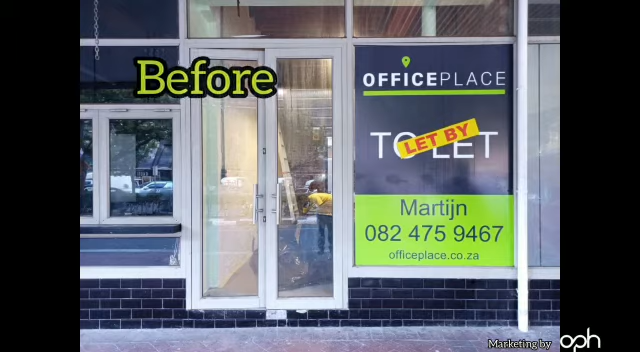 Before
OFFICEPLACE
TO LET
LET BY
Martijn
082 475 9467
officeplace.co.za
Marketing by oph